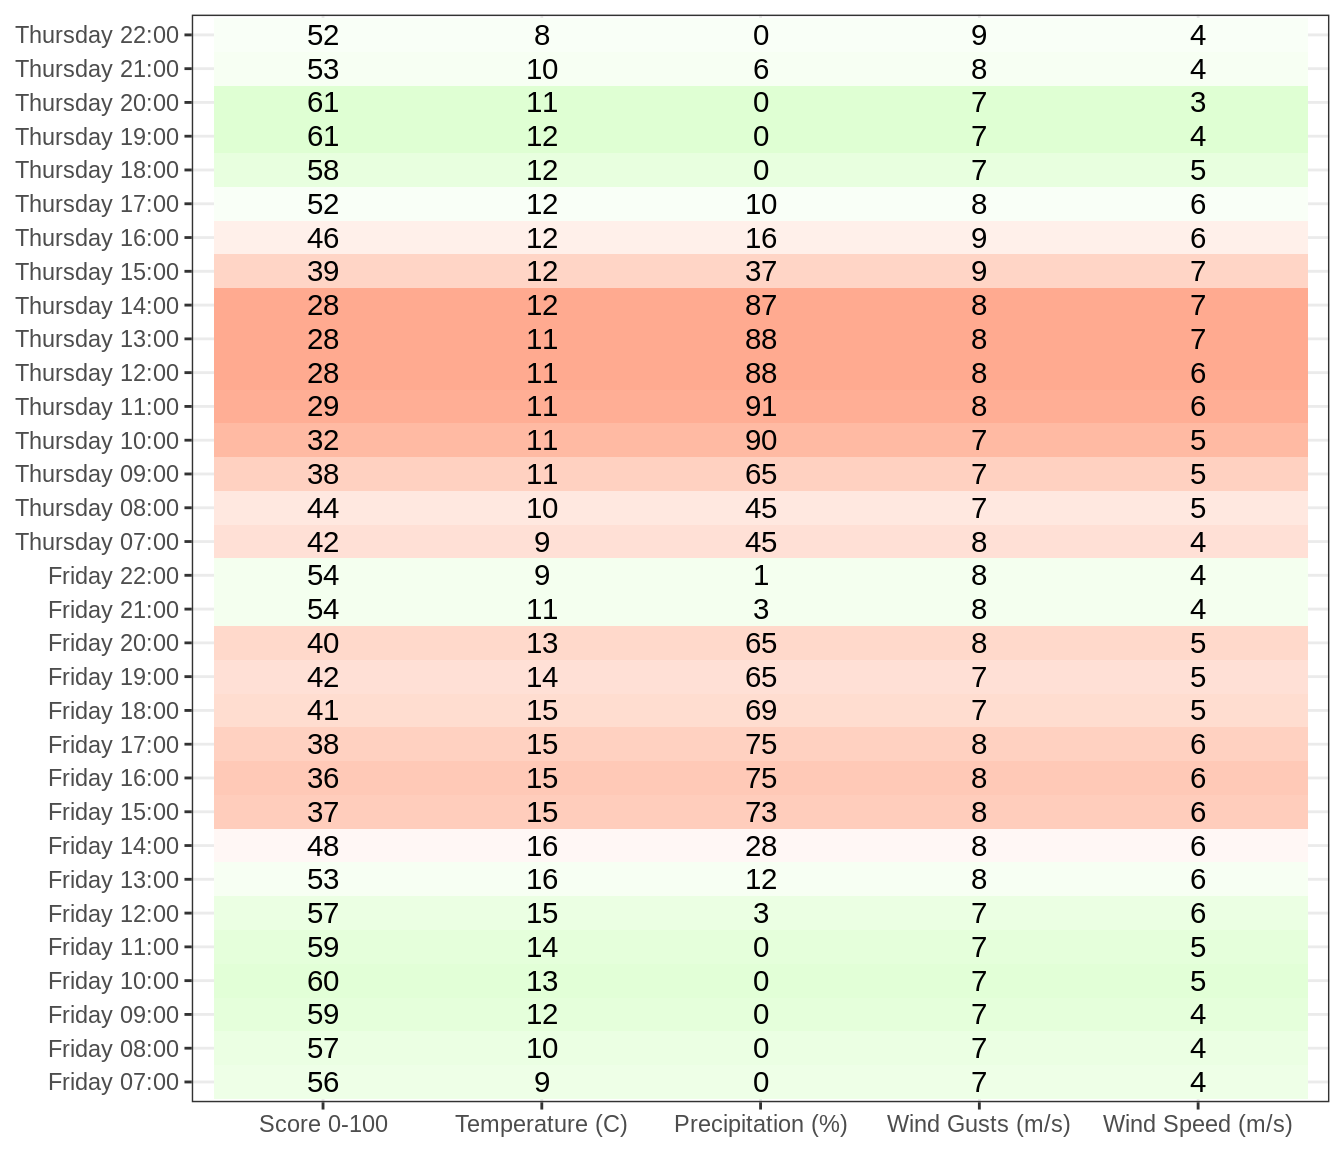 Thursday 22:00 52 8 0 9 4
Thursday 21:00 53 10 6 8 4
Thursday 20:00 61 11 0 7 3
Thursday 19:00 61 12 0 7 4
Thursday 18:00 58 12 0 7 5
Thursday 17:00 52 12 10 8 6
Thursday 16:00 46 12 16 9 6
Thursday 15:00 39 12 37 9 7
Thursday 14:00 28 12 87 8 7
Thursday 13:00 28 11 88 8 7
Thursday 12:00 28 11 88 8 6
Thursday 11:00 29 11 91 8 6
Thursday 10:00 32 11 90 7 5
Thursday 09:00 38 11 65 7 5
Thursday 08:00 44 10 45 7 5
Thursday 07:00 42 9 45 8 4
Friday 22:00 54 9 1 8 4
Friday 21:00 54 11 3 8 4
Friday 20:00 40 13 65 8 5
Friday 19:00 42 14 65 7 5
Friday 18:00 41 15 69 7 5
Friday 17:00 38 15 75 8 6
Friday 16:00 36 15 75 8 6
Friday 15:00 37 15 73 8 6
Friday 14:00 48 16 28 8 6
Friday 13:00 53 16 12 8 6
Friday 12:00 57 15 3 7 6
Friday 11:00 59 14 0 7 5
Friday 10:00 60 13 0 7 5
Friday 09:00 59 12 0 7 4
Friday 08:00 57 10 0 7 4
Friday 07:00 56 9 0 7 4
Score 0-100 Temperature (C) Precipitation (%) Wind Gusts (m/s) Wind Speed (m/s)